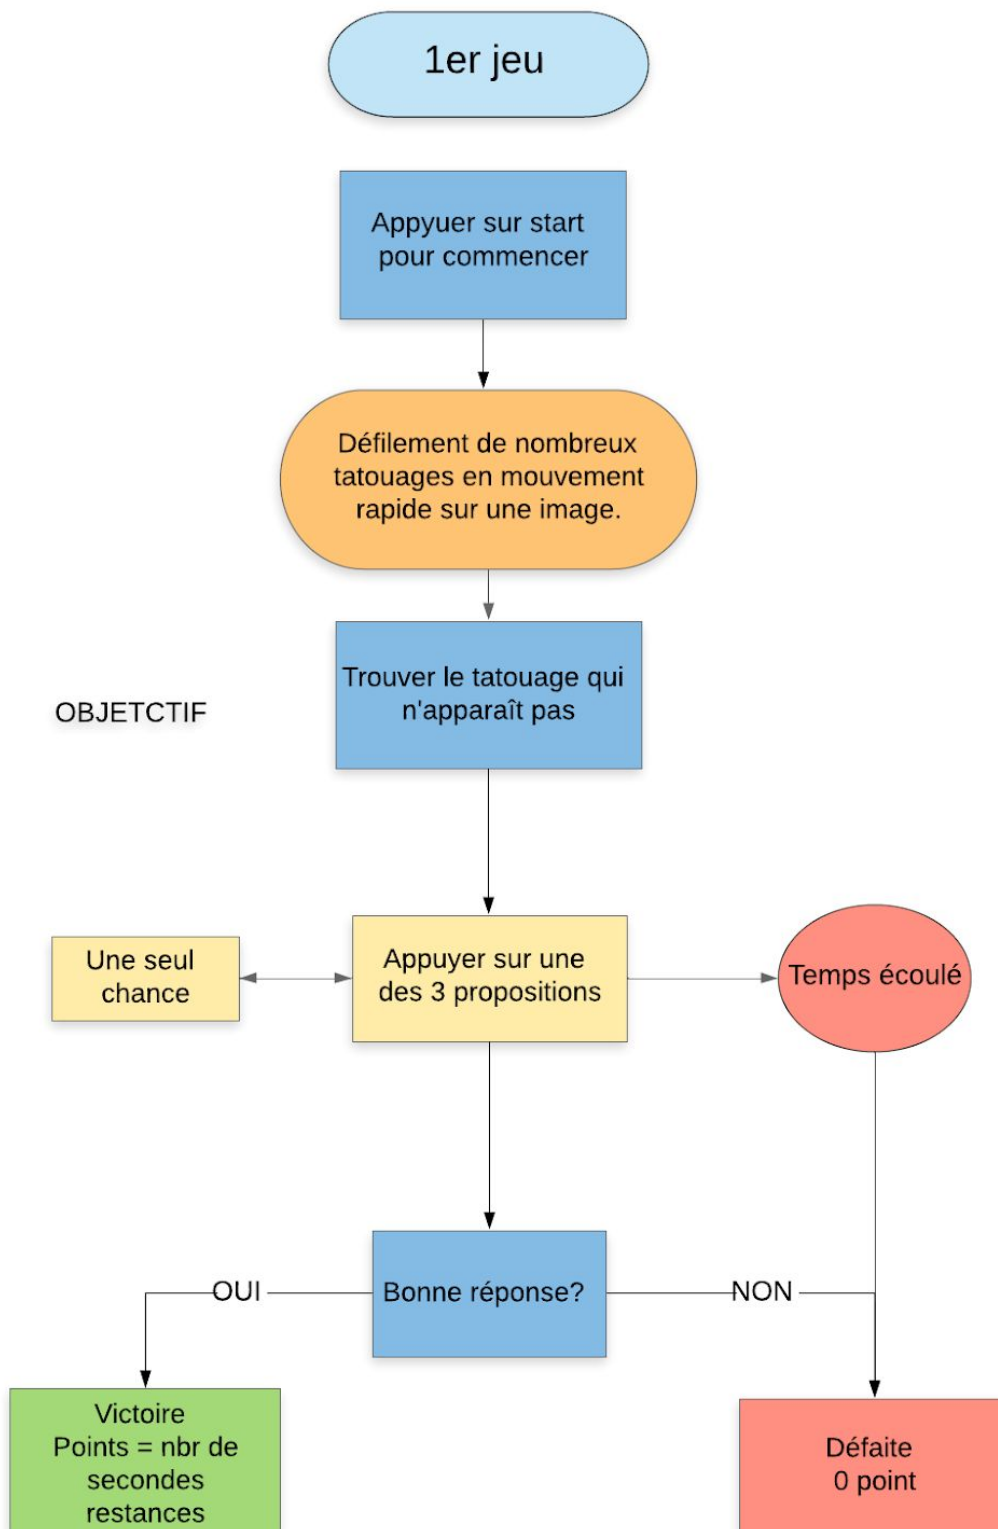 1er jeu
Appyuer sur start
pour commencer
Défilement de nombreux
tatouages en mouvement
rapide sur une image.
Trouver le tatouage qui
n'apparaît pas
OBJETCTIF
Une seul
chance
Appuyer sur une
des 3 propositions
Temps écoulé
OUI
Bonne réponse?
NON
Victoire
Points = nbr de
secondes
restances
Défaite
0 point